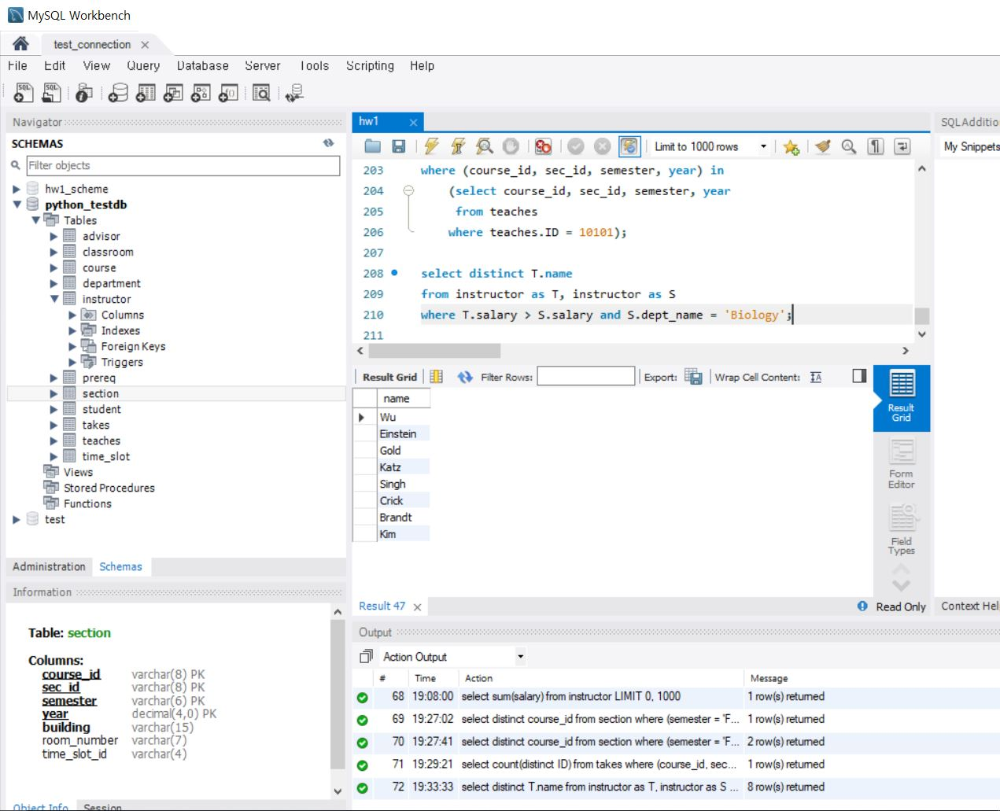 MySQL Workbench
test_connection
File Edit View Query Database Server Tools Scripting Help
Navigator
SCHEMAS
Filter objects
hw1_scheme
python_testdb
Tables
advisor
classroom
course
department
instructor
Columns
Indexes
Foreign Keys
Triggers
prereq
section
student
takes
teaches
time_slot
Views
Stored Procedures
Functions
test
Administration Schemas
Information
Table: section
Columns:
course_id varchar(8) PK
sec_id varchar(8) PK
semester varchar(6) PK
year decimal(4,0) PK
building varchar(15)
room_number varchar(7)
time_slot_id varchar(4)
Object Info Session
hw1
Limit to 1000 rows
203 where (course_id, sec_id, semester, year) in
204 (select course_id, sec_id, semester, year
205 from teaches
206 where teaches.ID = 10101);
207
208 select distinct T.name
209 from instructor as T, instructor as S
210 where T.salary > S.salary and S.dept_name = 'Biology';
211
Result Grid Filter Rows: Export: Wrap Cell Content:
name
Wu
Einstein
Gold
Katz
Singh
Crick
Brandt
Kim
Result Grid
Form Editor
Field Types
Result 47
Read Only
Output
Action Output
# Time Action Message
68 19:08:00 select sum(salary) from instructor LIMIT 0, 1000 1 row(s) returned
69 19:27:02 select distinct course_id from section where (semester = 'F... 1 row(s) returned
70 19:27:41 select distinct course_id from section where (semester = 'F... 2 row(s) returned
71 19:29:21 select count(distinct ID) from takes where (course_id, sec... 1 row(s) returned
72 19:33:33 select distinct T.name from instructor as T, instructor as S ... 8 row(s) returned
SQLAdditio
My Snippets
Context Hel